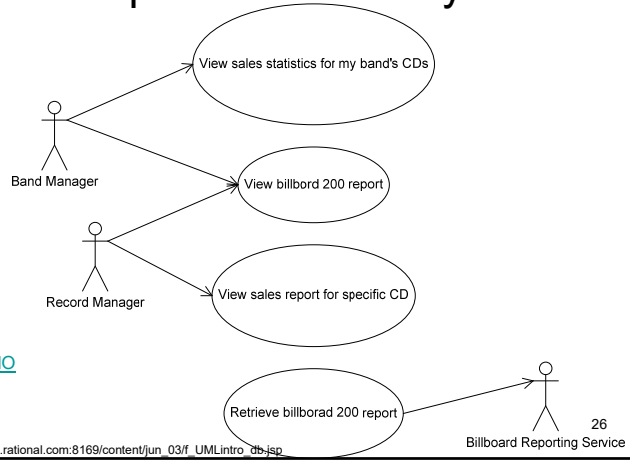 View sales statistics for my band's CDs
Band Manager
View billbord 200 report
Record Manager
View sales report for specific CD
Retrieve billborad 200 report
26
Billboard Reporting Service
.rational.com:8169/content/jun_03/f_UMLintro_db.jsp